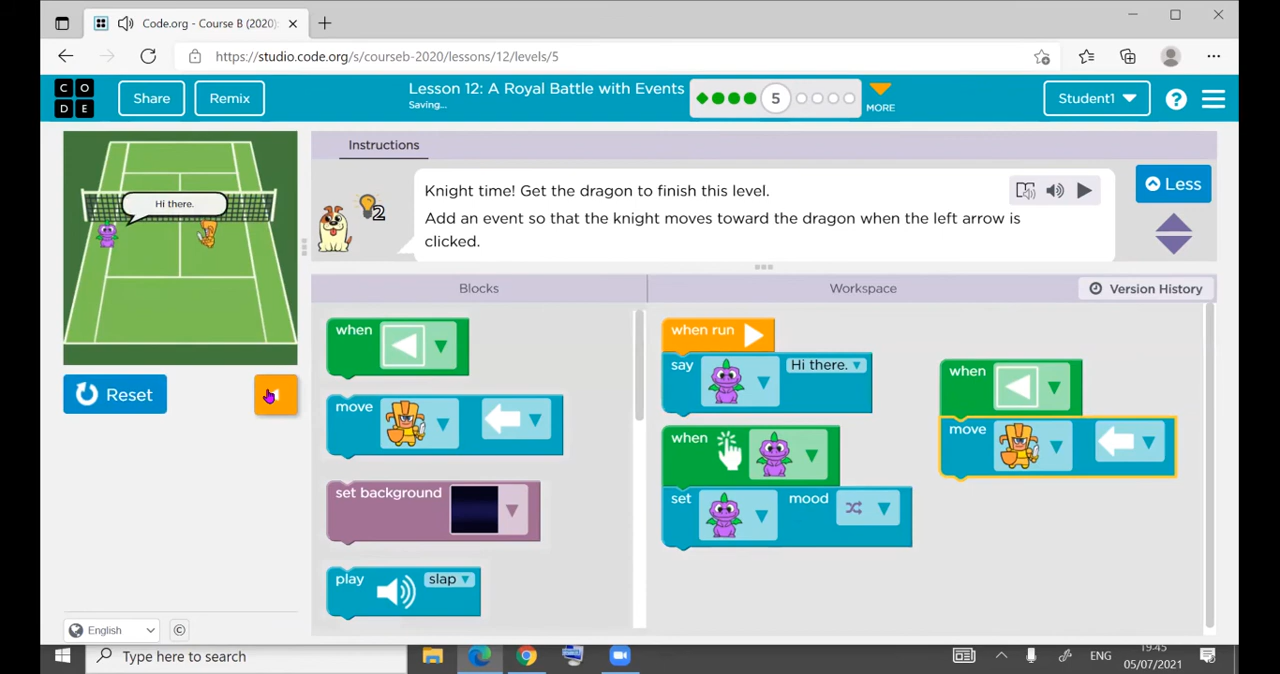 Code.org - Course B (2020)
https://studio.code.org/s/courseb-2020/lessons/12/levels/5
C O
D E
Share
Remix
Lesson 12: A Royal Battle with Events
Saving...
5
MORE
Student1
Instructions
Knight time! Get the dragon to finish this level.
Add an event so that the knight moves toward the dragon when the left arrow is
clicked.
2
Less
Hi there.
Blocks
Workspace
Version History
Reset
when
move
set background
play slap
when run
say Hi there.
when
set mood
when
move
English
Type here to search
ENG
19:45
05/07/2021